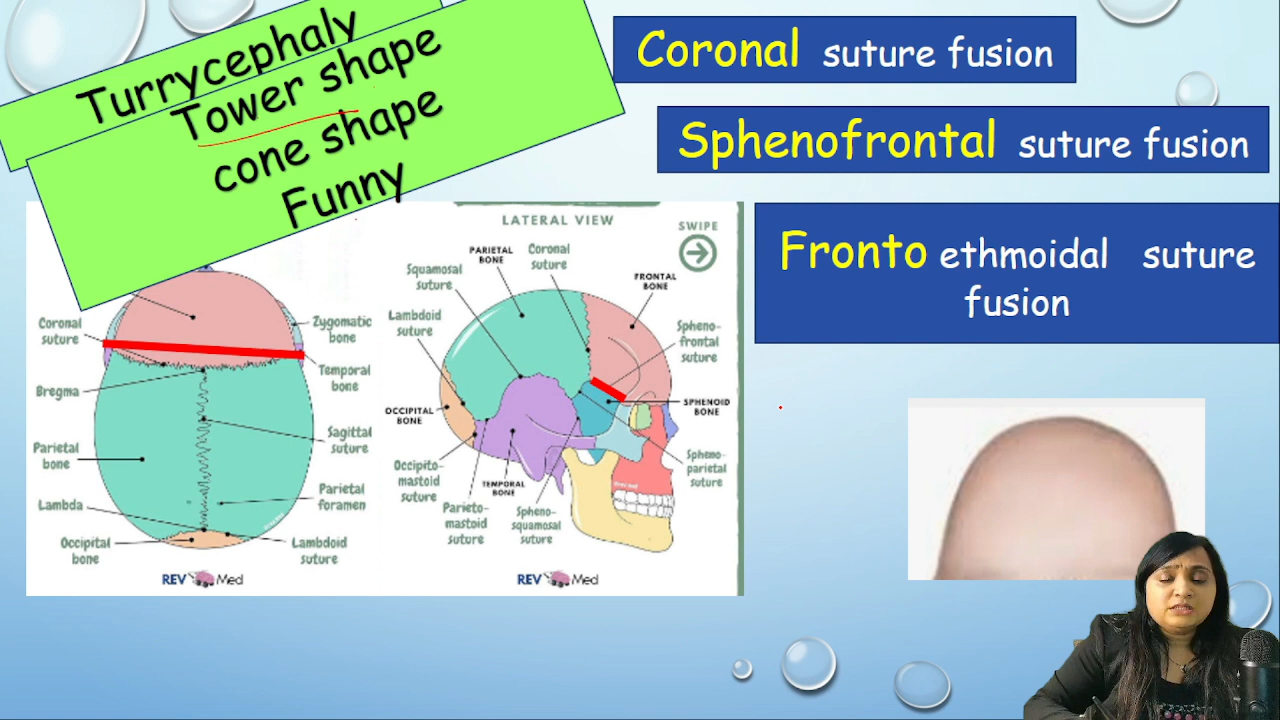 Turrycephaly
Tower shape
cone shape
Funny
Coronal suture fusion
Sphenofrontal suture fusion
Fronto ethmoidal suture
fusion
Coronal
suture
Bregma
Parietal
bone
Lambda
Occipital
bone
Zygomatic
bone
Temporal
bone
Sagittal
suture
Parietal
foramen
Lambdoid
suture
REV Med
LATERAL VIEW
SWIPE
PARIETAL
BONE
Coronal
suture
Squamosal
suture
FRONTAL
BONE
Lambdoid
suture
Spheno-
frontal
suture
OCCIPITAL
BONE
SPHENOID
BONE
Occipito-
mastoid
suture
TEMPORAL
BONE
Spheno-
parietal
suture
Parieto-
mastoid
suture
Spheno-
squamosal
suture
REV Med